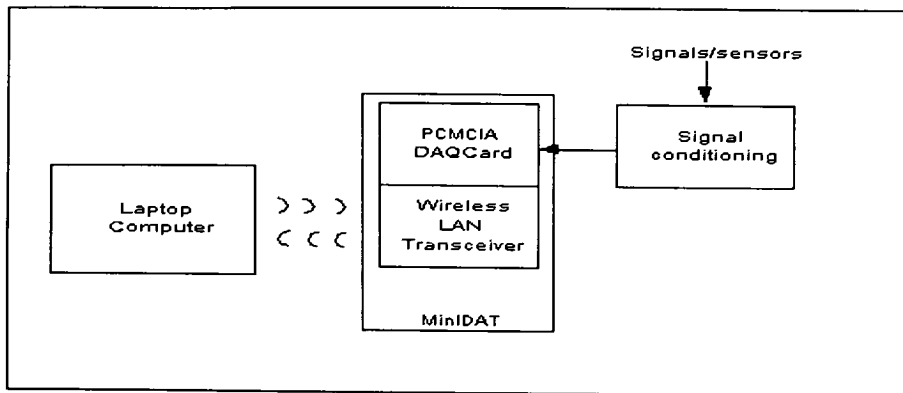 Signals/sensors
PCMCIA
DAQCard
Signal
conditioning
Laptop
Computer
Wireless
LAN
Transceiver
MiniDAT